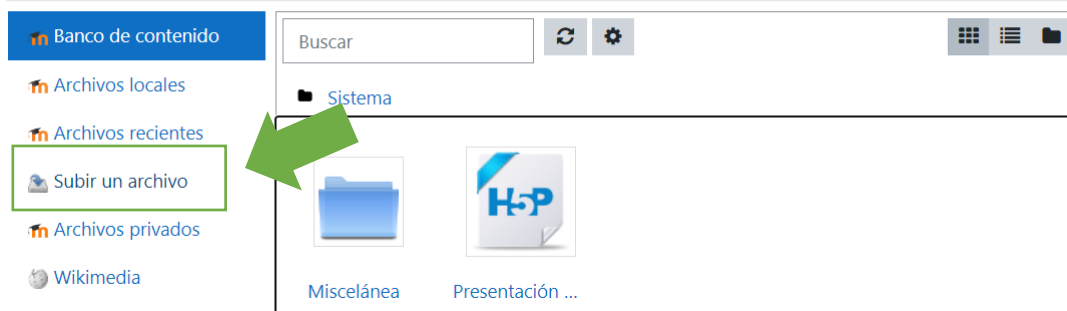 Banco de contenido
Archivos locales
Archivos recientes
Subir un archivo
Archivos privados
Wikimedia
Buscar
Sistema
H5P
Miscelánea
Presentación ...